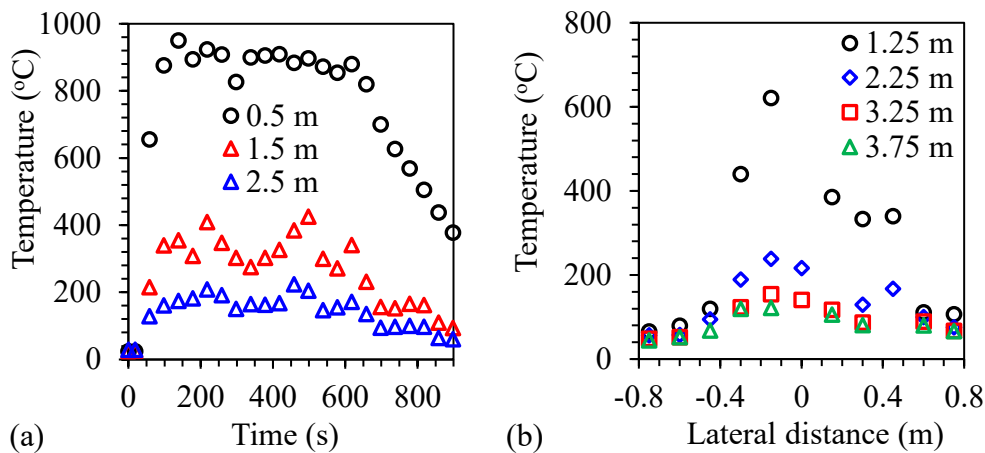 Temperature (°C)
1000
800
600
400
200
0
0.5 m
1.5 m
2.5 m
0 200 400 600 800
(a) Time (s)
Temperature (°C)
800
600
400
200
0
1.25 m
2.25 m
3.25 m
3.75 m
-0.8 -0.4 0 0.4 0.8
(b) Lateral distance (m)